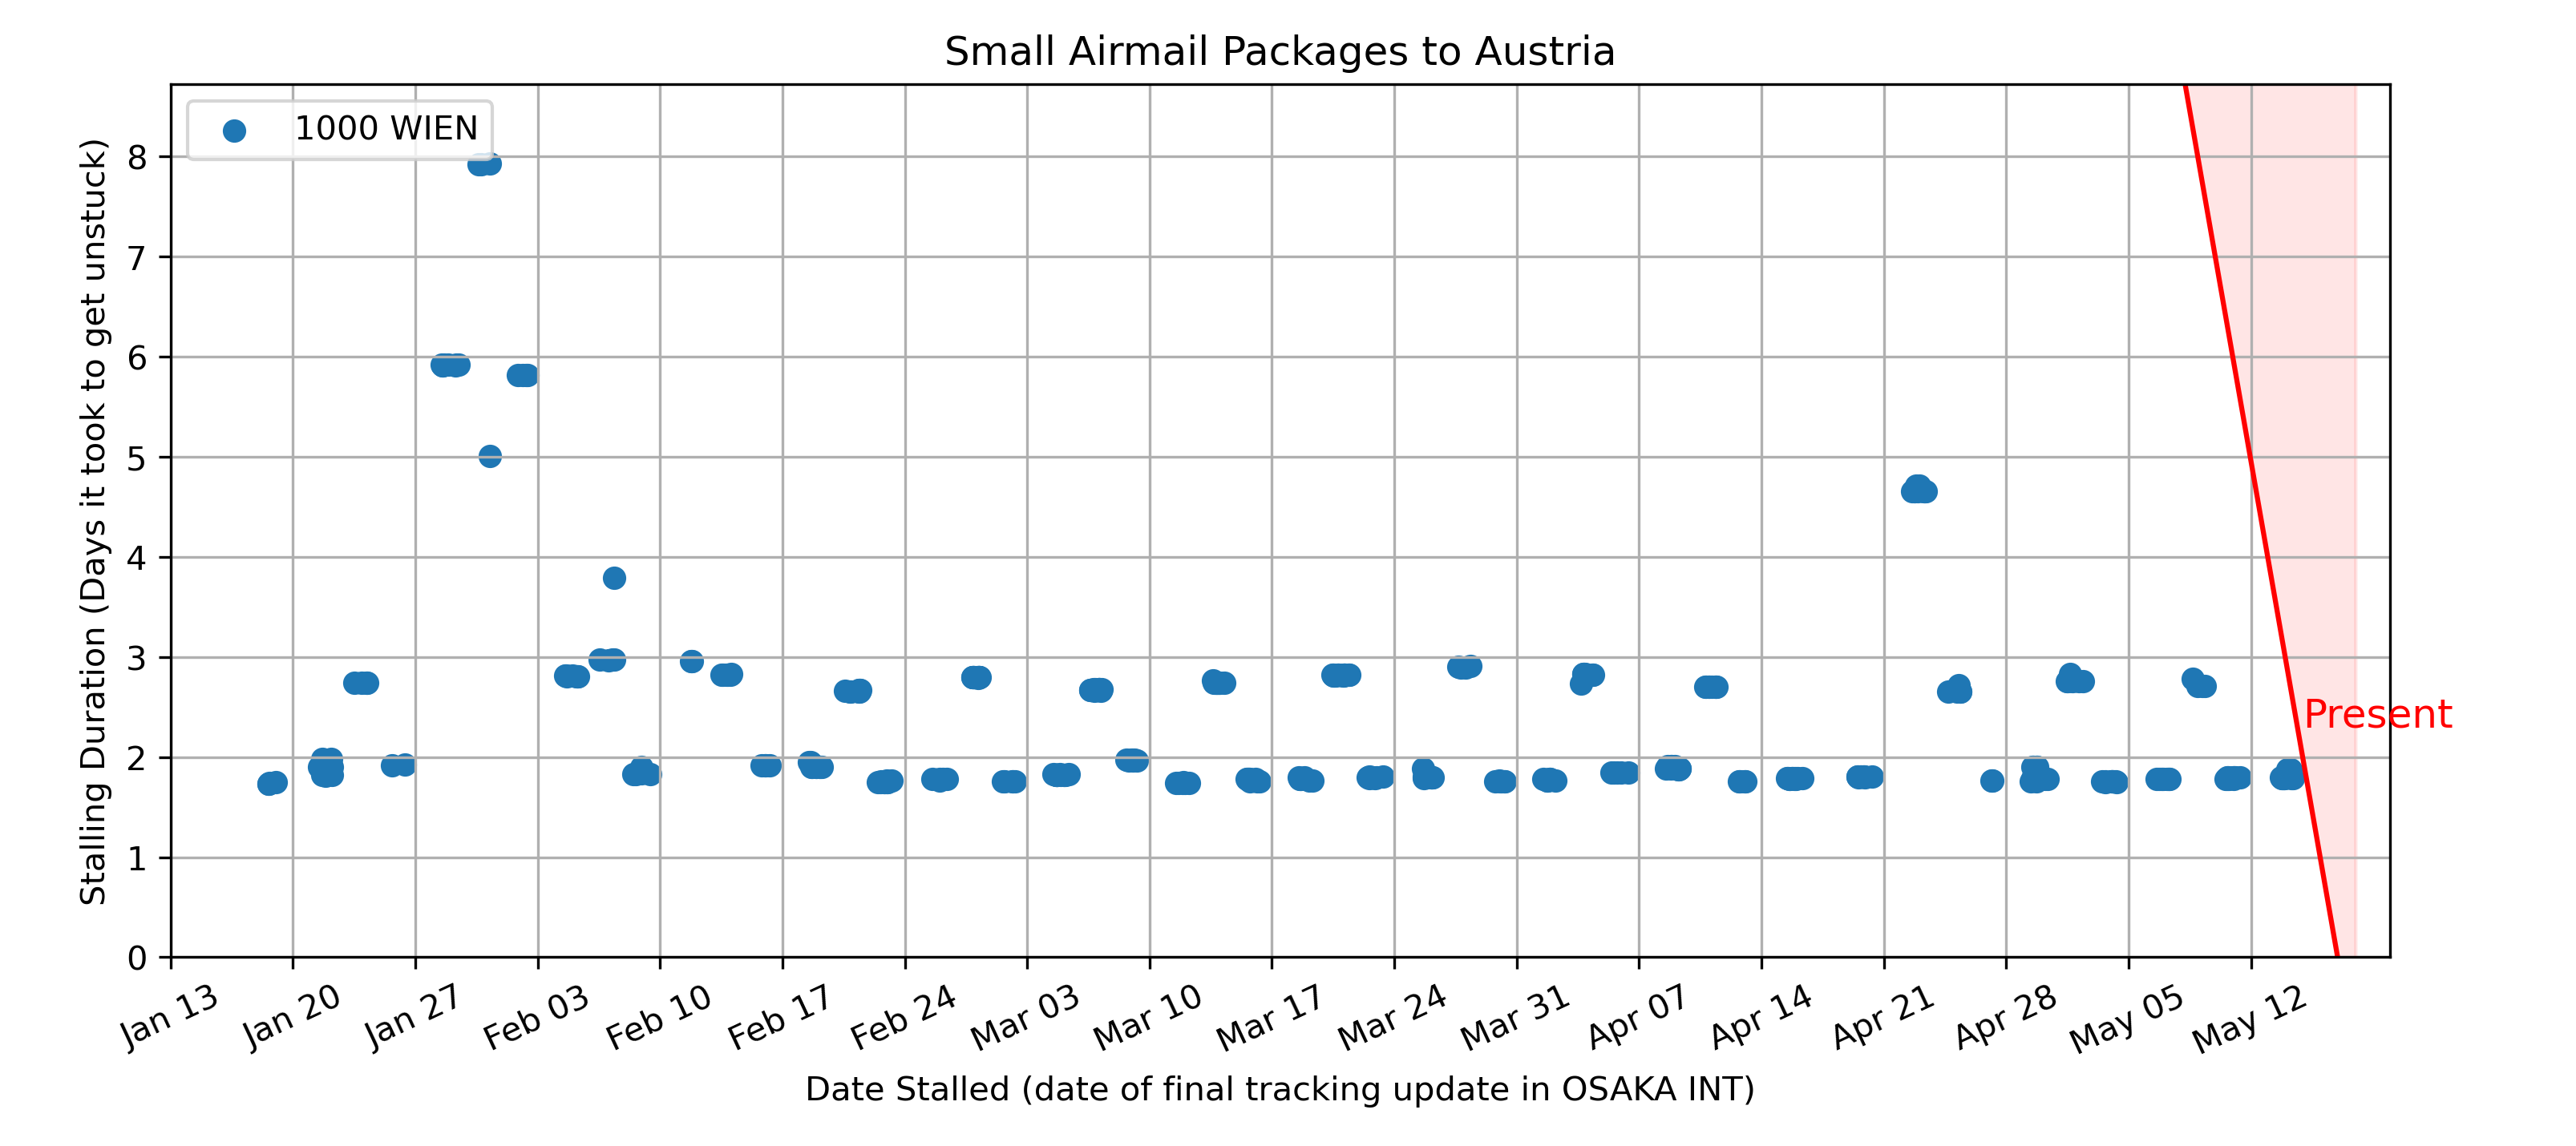 Small Airmail Packages to Austria
1000 WIEN
Stalling Duration (Days it took to get unstuck)
8
7
6
5
4
3
2
1
0
Present
Jan 13
Jan 20
Jan 27
Feb 03
Feb 10
Feb 17
Feb 24
Mar 03
Mar 10
Mar 17
Mar 24
Mar 31
Apr 07
Apr 14
Apr 21
Apr 28
May 05
May 12
Date Stalled (date of final tracking update in OSAKA INT)